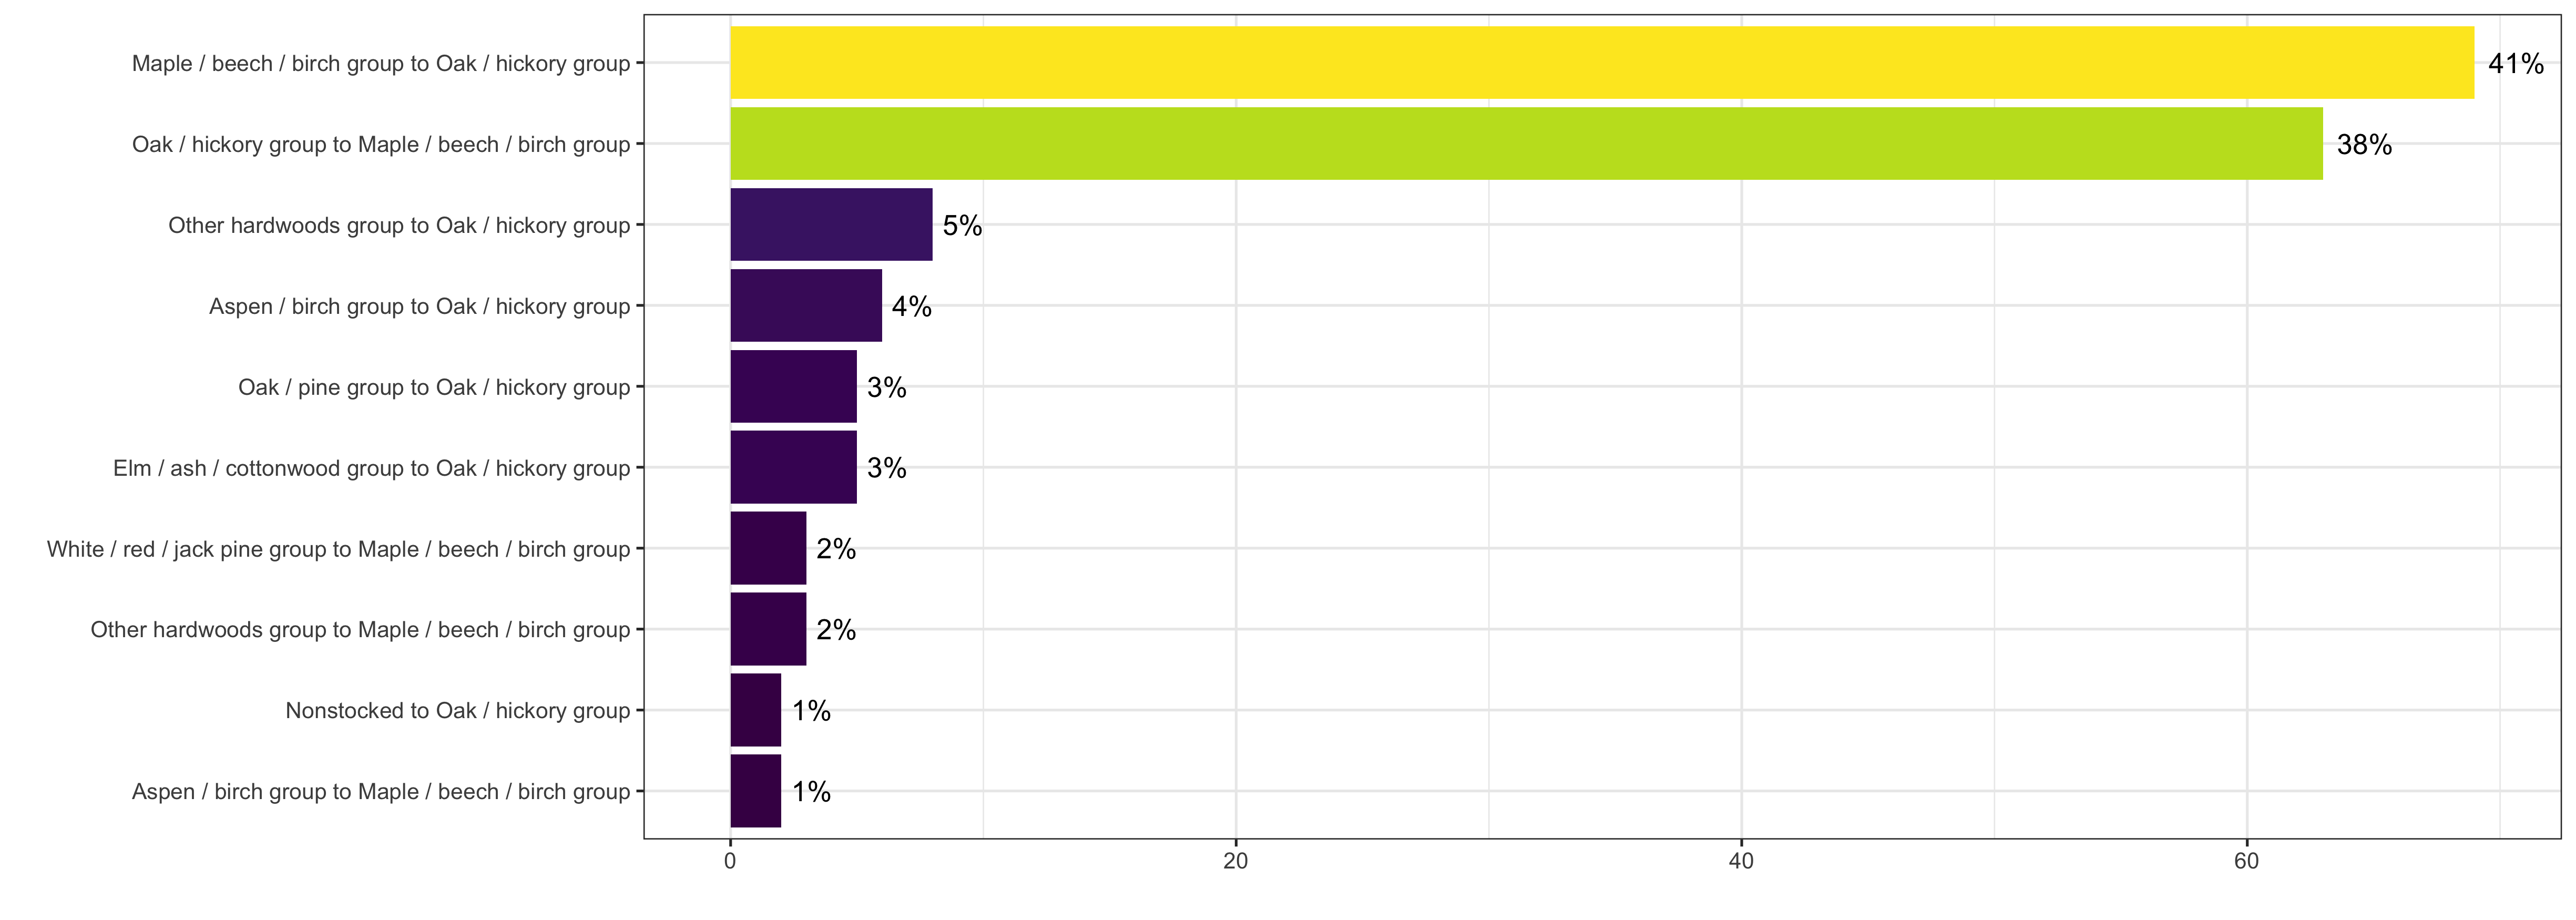 Maple / beech / birch group to Oak / hickory group
41%
Oak / hickory group to Maple / beech / birch group
38%
Other hardwoods group to Oak / hickory group
5%
Aspen / birch group to Oak / hickory group
4%
Oak / pine group to Oak / hickory group
3%
Elm / ash / cottonwood group to Oak / hickory group
3%
White / red / jack pine group to Maple / beech / birch group
2%
Other hardwoods group to Maple / beech / birch group
2%
Nonstocked to Oak / hickory group
1%
Aspen / birch group to Maple / beech / birch group
1%
0 20 40 60